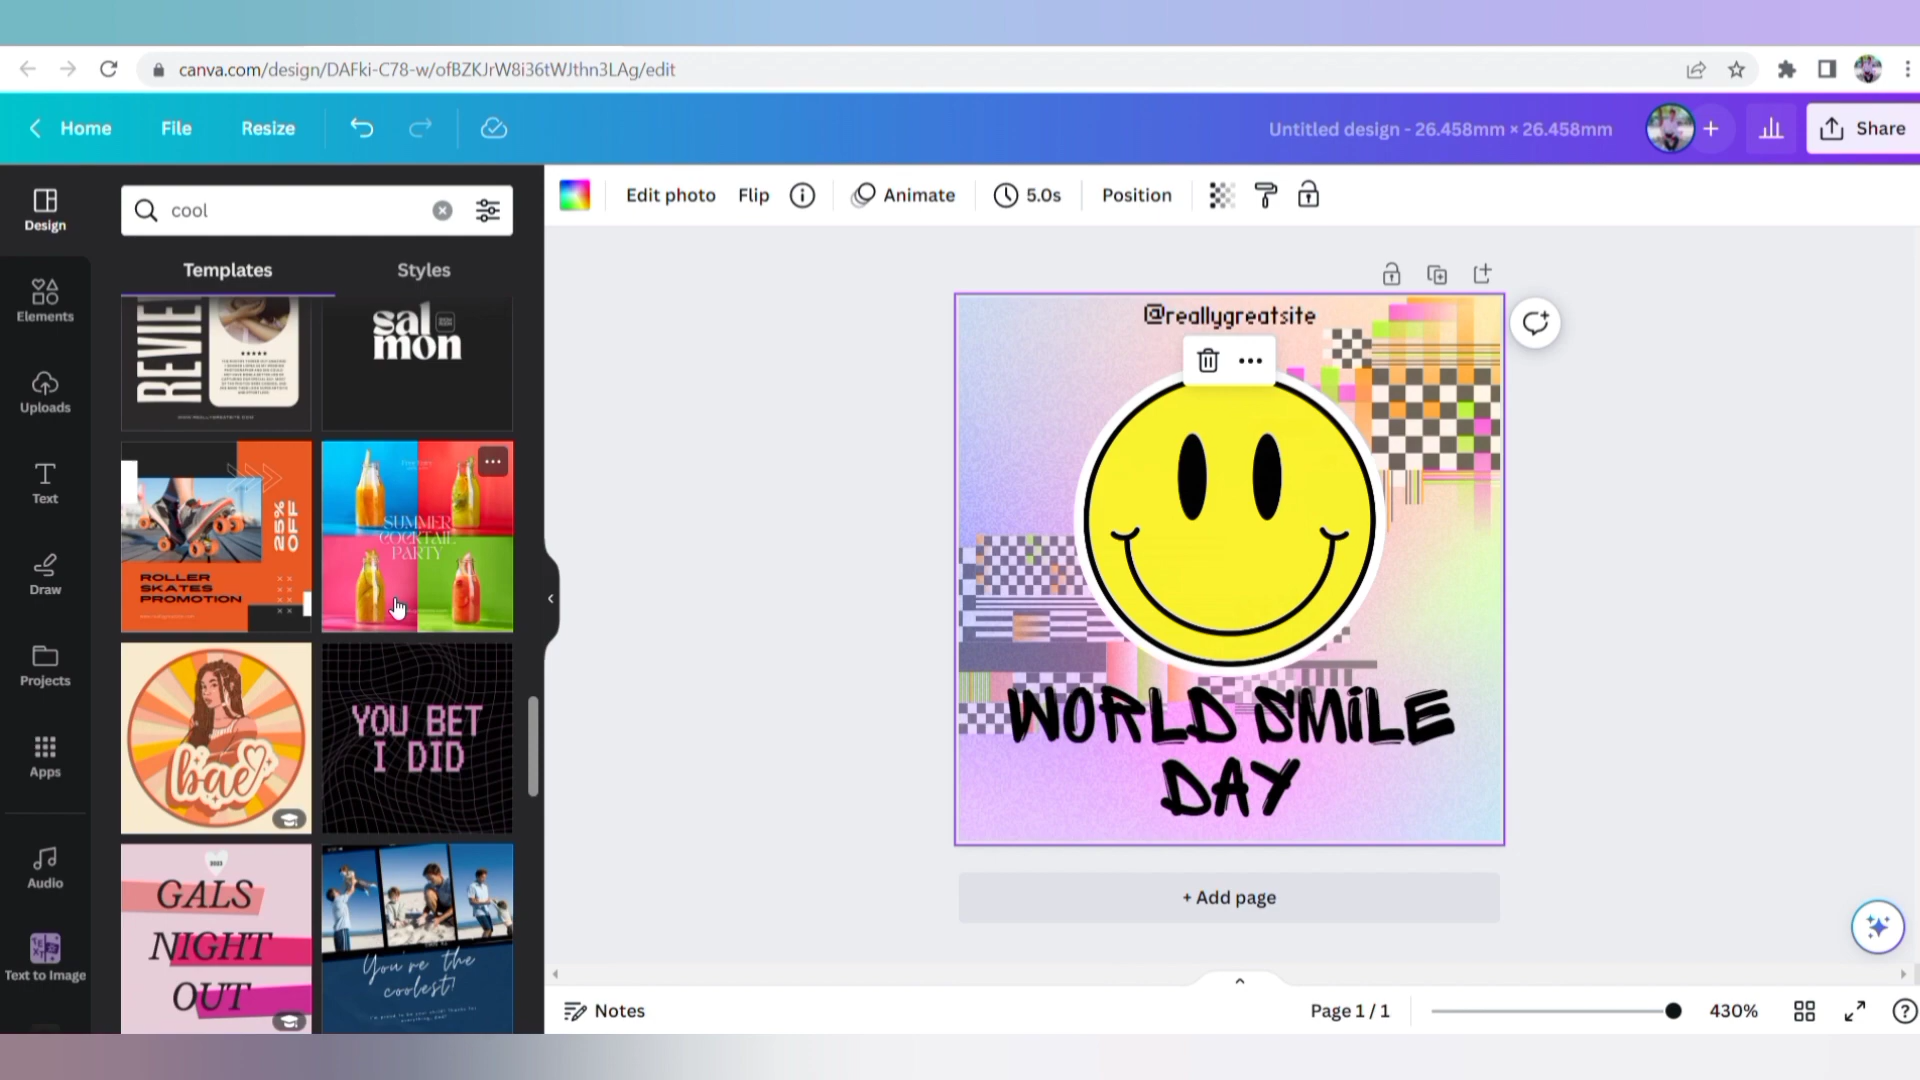 canva.com/design/DAFki-C78-w/ofBZKJrW8i36tWJthn3LAg/edit
Home
File
Resize
Untitled design - 26.458mm × 26.458mm
Share
Design
Elements
Uploads
Text
Draw
Projects
Apps
Audio
Text to Image
cool
Templates
Styles
REVIE
sal
mon
25%
OFF
ROLLER
SKATES
PROMOTION
SUMMER
COCKTAIL
PARTY
bae
YOU BET
I DID
2023
GALS
NIGHT
OUT
You're the
coolest!
Edit photo
Flip
Animate
5.0s
Position
@reallygreatsite
WORLD SMiLE
DAY
+ Add page
Notes
Page 1 / 1
430%